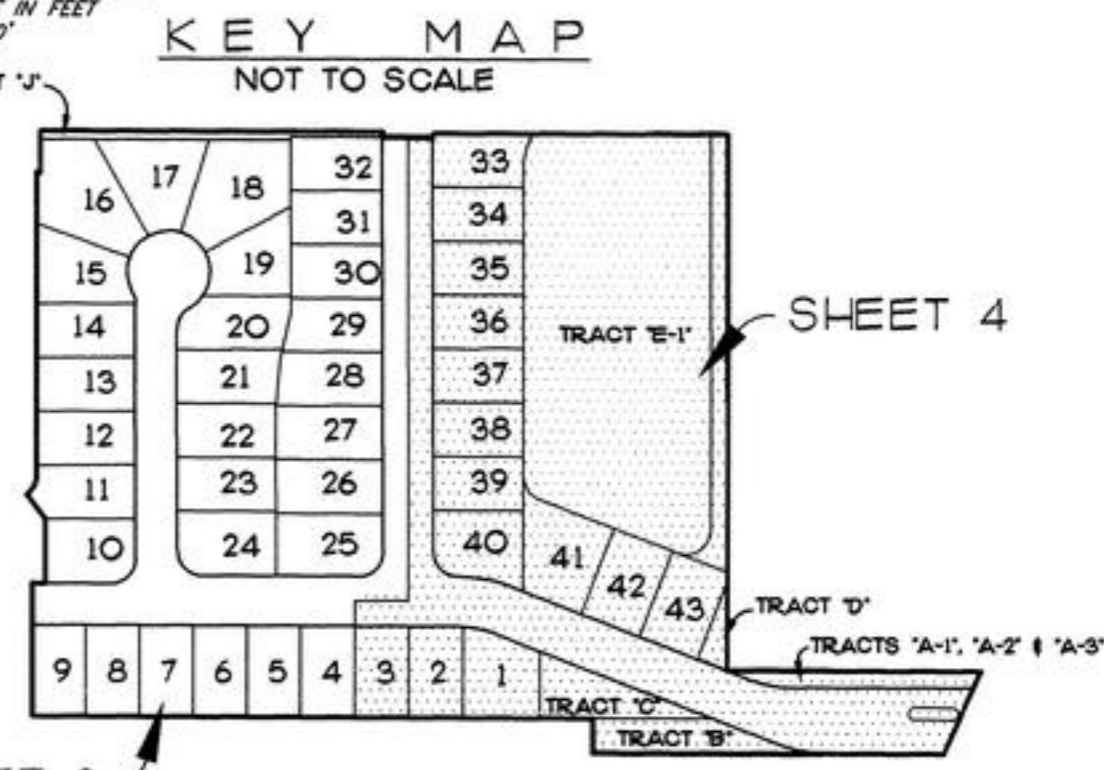 IN FEET
KEY MAP
NOT TO SCALE
"J"
16 17 18 32 33
31 34
15 19 30 35
14 20 29 36
TRACT "E-1"
SHEET 4
13 21 28 37
12 22 27 38
11 23 26 39
10 24 25 40 41 42 43
TRACT "D"
TRACTS "A-1", "A-2" & "A-3"
9 8 7 6 5 4 3 2 1
TRACT "C"
TRACT "B"